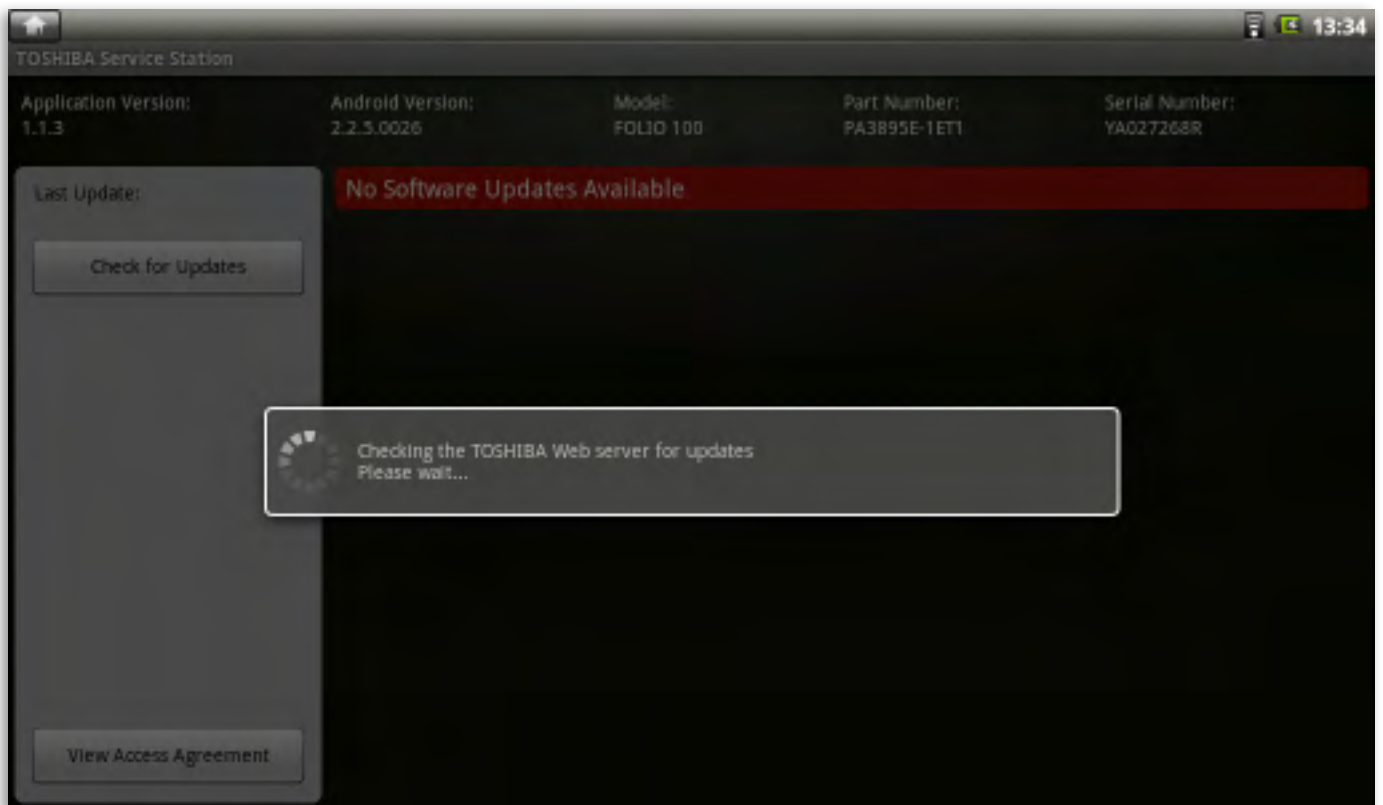 13:34
TOSHIBA Service Station
Application Version:
1.1.3
Android Version:
2.2.5.0026
Model:
FOLIO 100
Part Number:
PA3895E-1ET1
Serial Number:
YA027268R
Last Update:
No Software Updates Available
Check for Updates
Checking the TOSHIBA Web server for updates
Please wait...
View Access Agreement